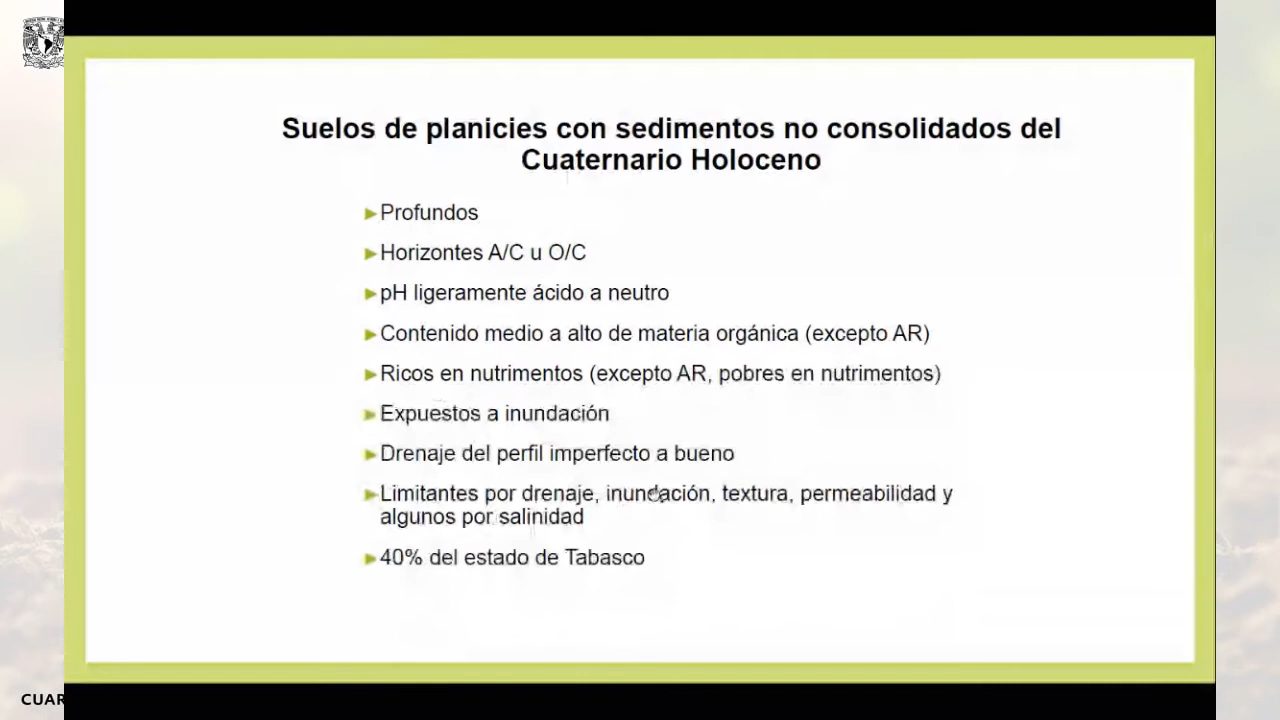 Suelos de planicies con sedimentos no consolidados del
Cuaternario Holoceno
Profundos
Horizontes A/C u O/C
pH ligeramente ácido a neutro
Contenido medio a alto de materia orgánica (excepto AR)
Ricos en nutrimentos (excepto AR, pobres en nutrimentos)
Expuestos a inundación
Drenaje del perfil imperfecto a bueno
Limitantes por drenaje, inundación, textura, permeabilidad y
algunos por salinidad
40% del estado de Tabasco
CUAR